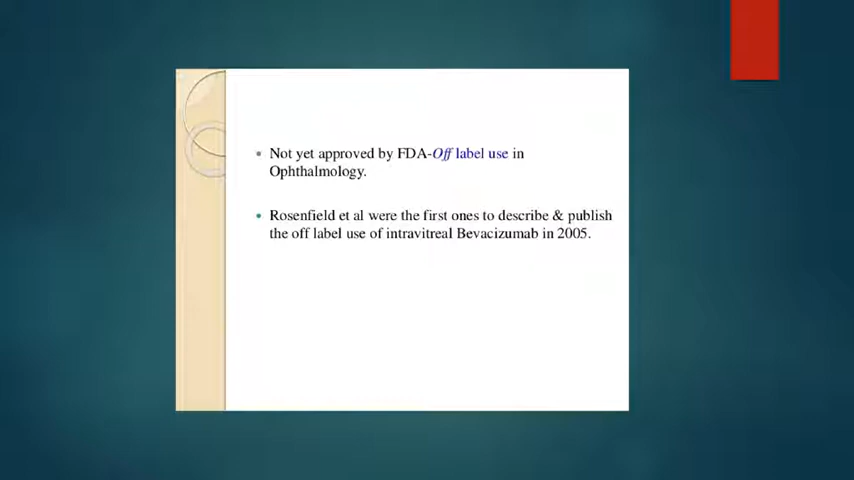 Not yet approved by FDA-Off label use in
Ophthalmology.
Rosenfield et al were the first ones to describe & publish
the off label use of intravitreal Bevacizumab in 2005.